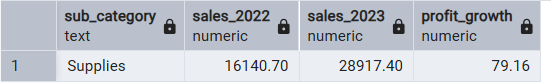 sub_category sales_2022 sales_2023 profit_growth
text numeric numeric numeric
1 Supplies 16140.70 28917.40 79.16